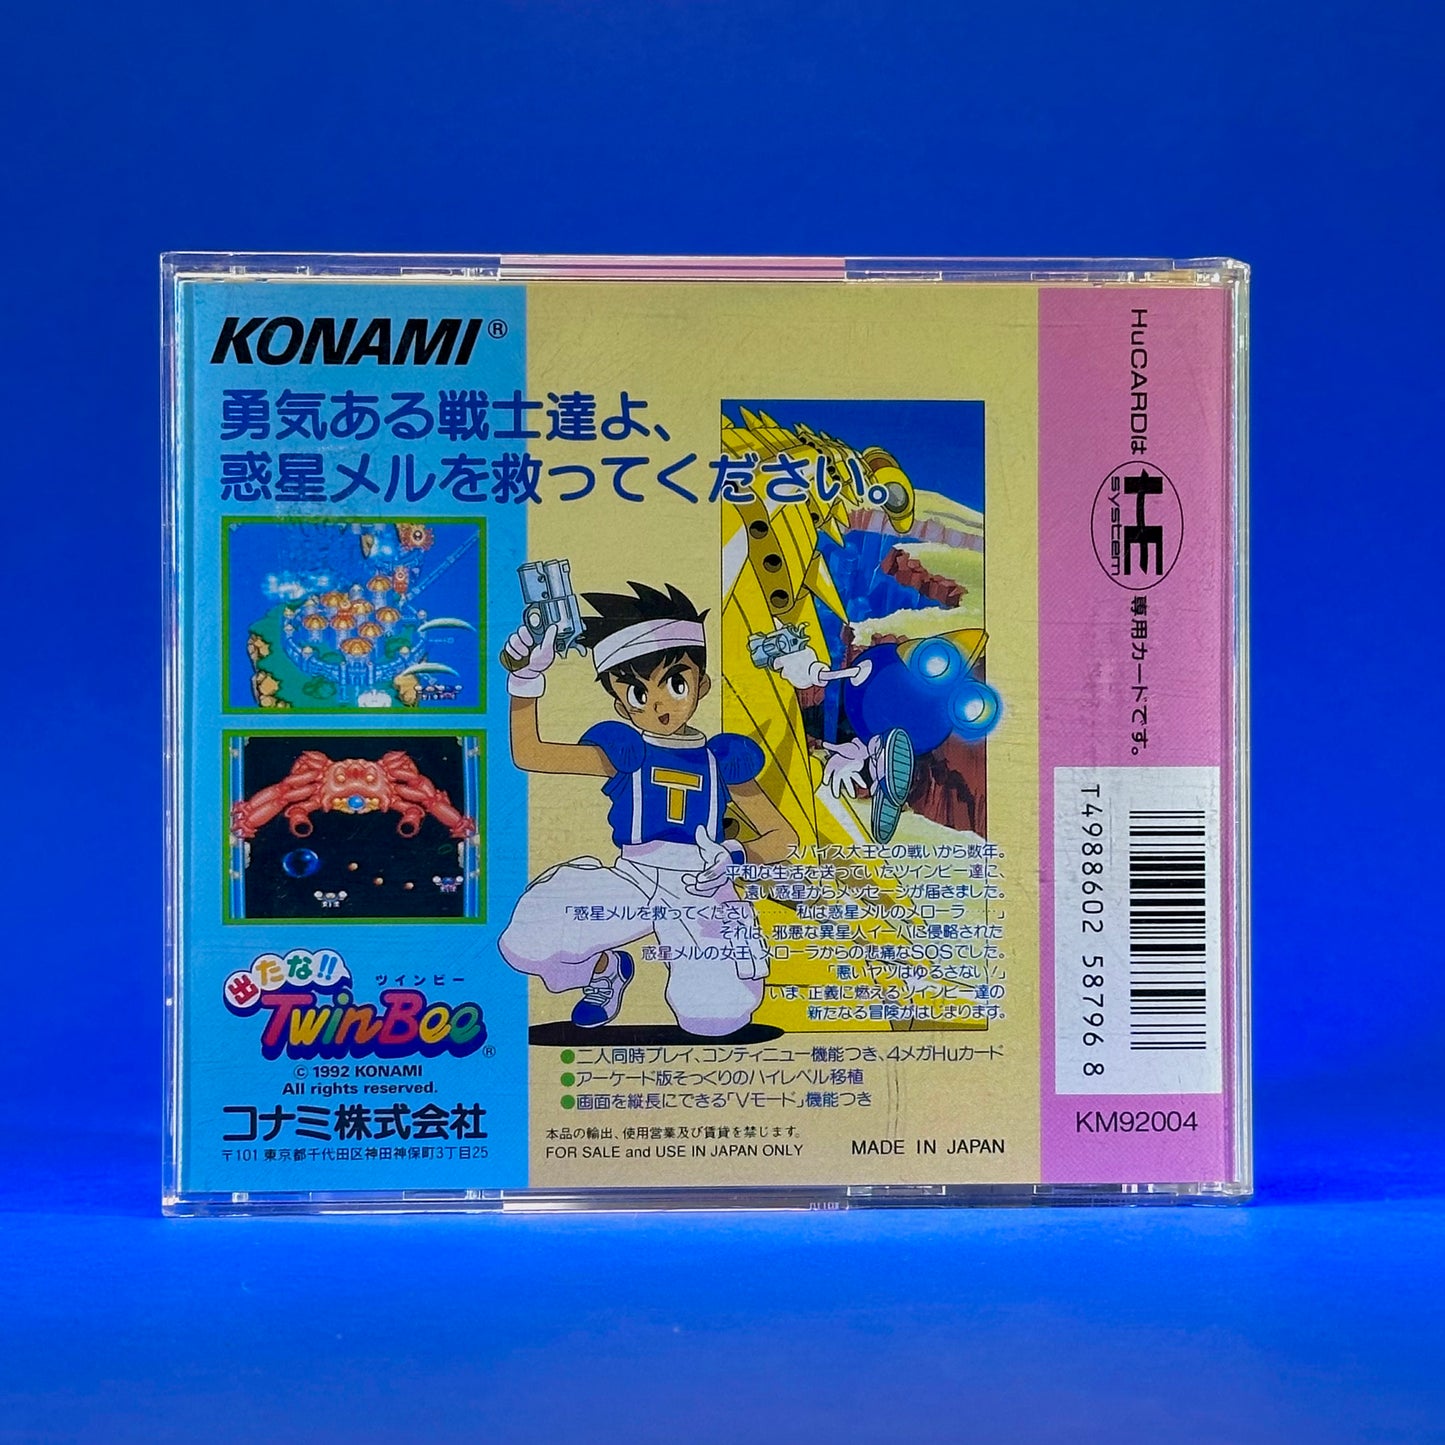 KONAMI®
勇気ある戦士達よ、
惑星メルを救ってください。
出たな!!
ツインビー
TwinBee®
© 1992 KONAMI
All rights reserved.
コナミ株式会社
〒101 東京都千代田区神田神保町3丁目25
スパイス大王との戦いから数年。
平和な生活を送っていたツインビー達に、
遠い惑星からメッセージが届きました。
「惑星メルを救ってください…… 私は惑星メルのメローラ……」
それは、邪悪な異星人イーバに侵略された
惑星メルの女王、メローラからの悲痛なSOSでした。
「悪いヤツはゆるさない!」
いま、正義に燃えるツインビー達の
新たなる冒険がはじまります。
●二人同時プレイ、コンティニュー機能つき、4メガHuカード
●アーケード版そっくりのハイレベル移植
●画面を縦長にできる「Vモード」機能つき
本品の輸出、使用営業及び賃貸を禁じます。
FOR SALE and USE IN JAPAN ONLY
MADE IN JAPAN
T
HuCARDは HE system 専用カードです。
T4988602 58796 8
KM92004